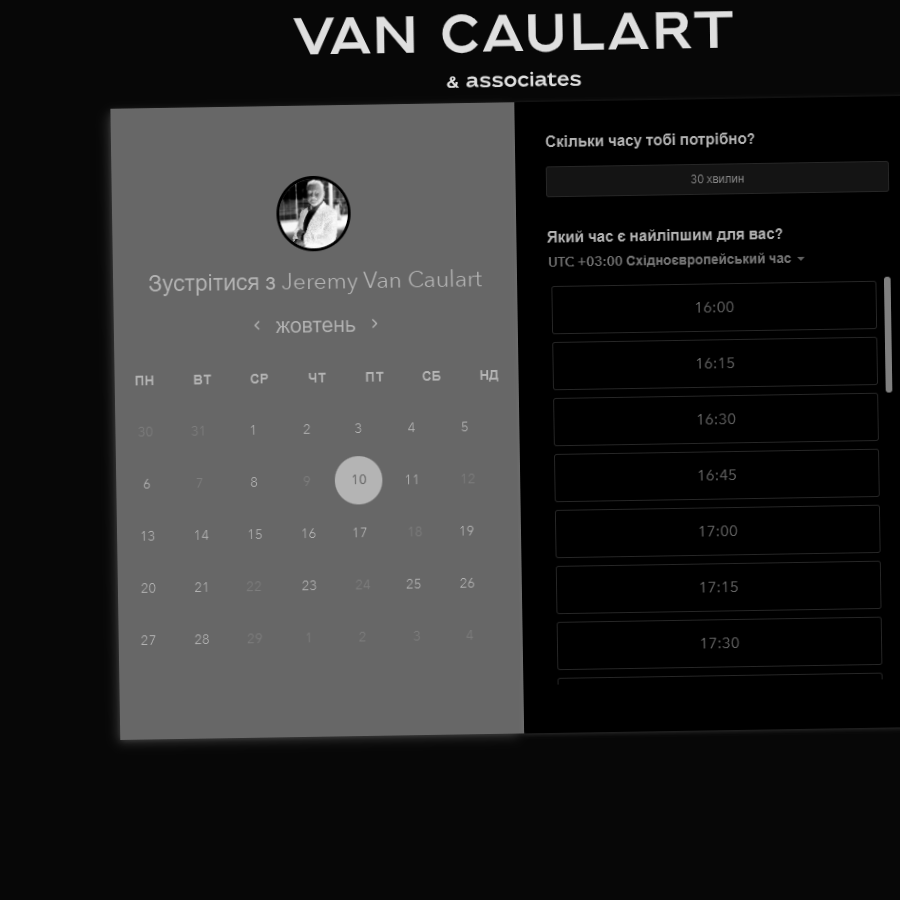 VAN CAULART
& associates
Зустрітися з Jeremy Van Caulart
‹ жовтень ›
ПН ВТ СР ЧТ ПТ СБ НД
30 31 1 2 3 4 5
6 7 8 9 10 11 12
13 14 15 16 17 18 19
20 21 22 23 24 25 26
27 28 29 1 2 3 4
Скільки часу тобі потрібно?
30 хвилин
Який час є найліпшим для вас?
UTC +03:00 Східноєвропейський час
16:00
16:15
16:30
16:45
17:00
17:15
17:30